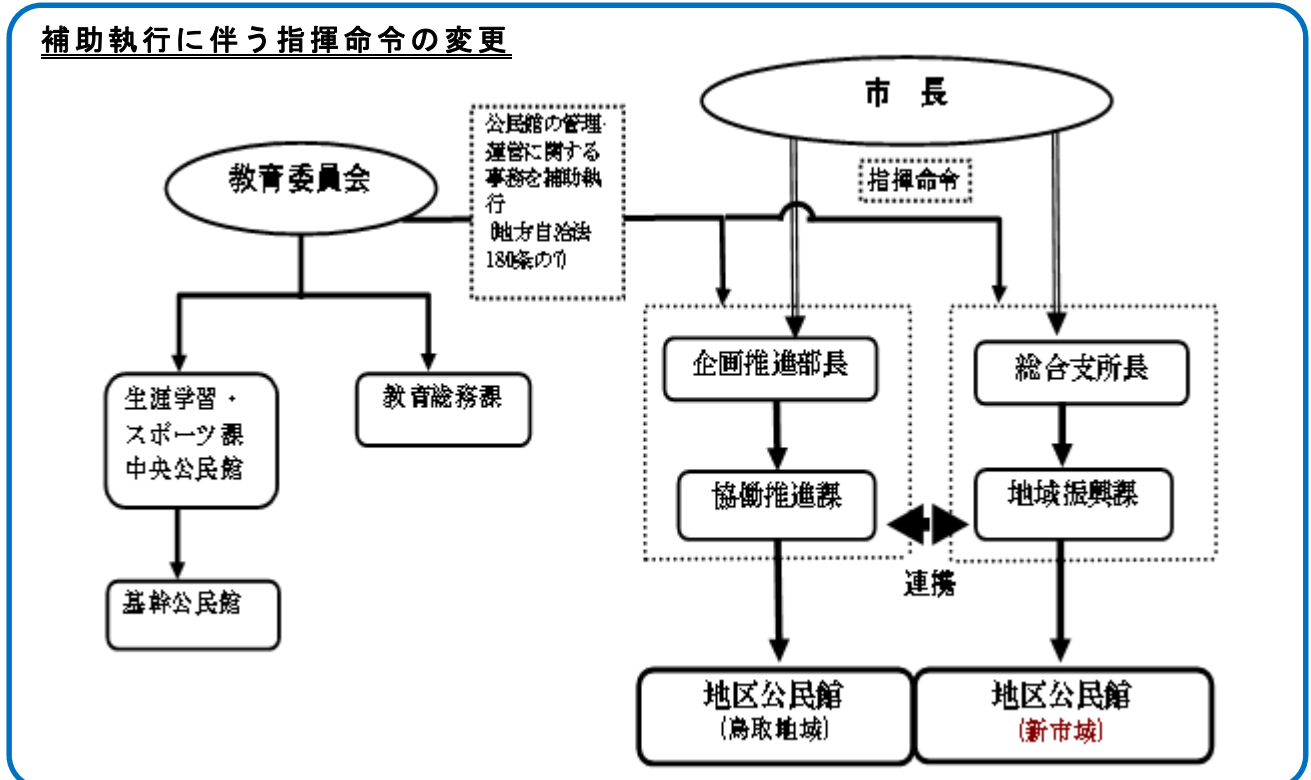 補助執行に伴う指揮命令の変更
市 長
公民館の管理・
運営に関する
事務を補助執
行
(地方自治法
180条の7)
教育委員会
指揮命令
企画推進部長
総合支所長
生涯学習・
スポーツ課
中央公民館
教育総務課
協働推進課
地域振興課
連携
基幹公民館
地区公民館
(鳥取地域)
地区公民館
(新市域)